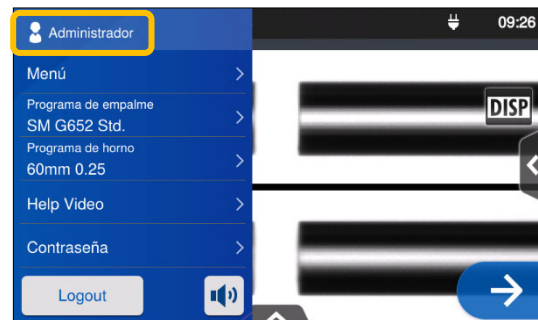 Administrador
09:26
Menú
Programa de empalme
SM G652 Std.
DISP
Programa de horno
60mm 0.25
Help Video
Contraseña
Logout